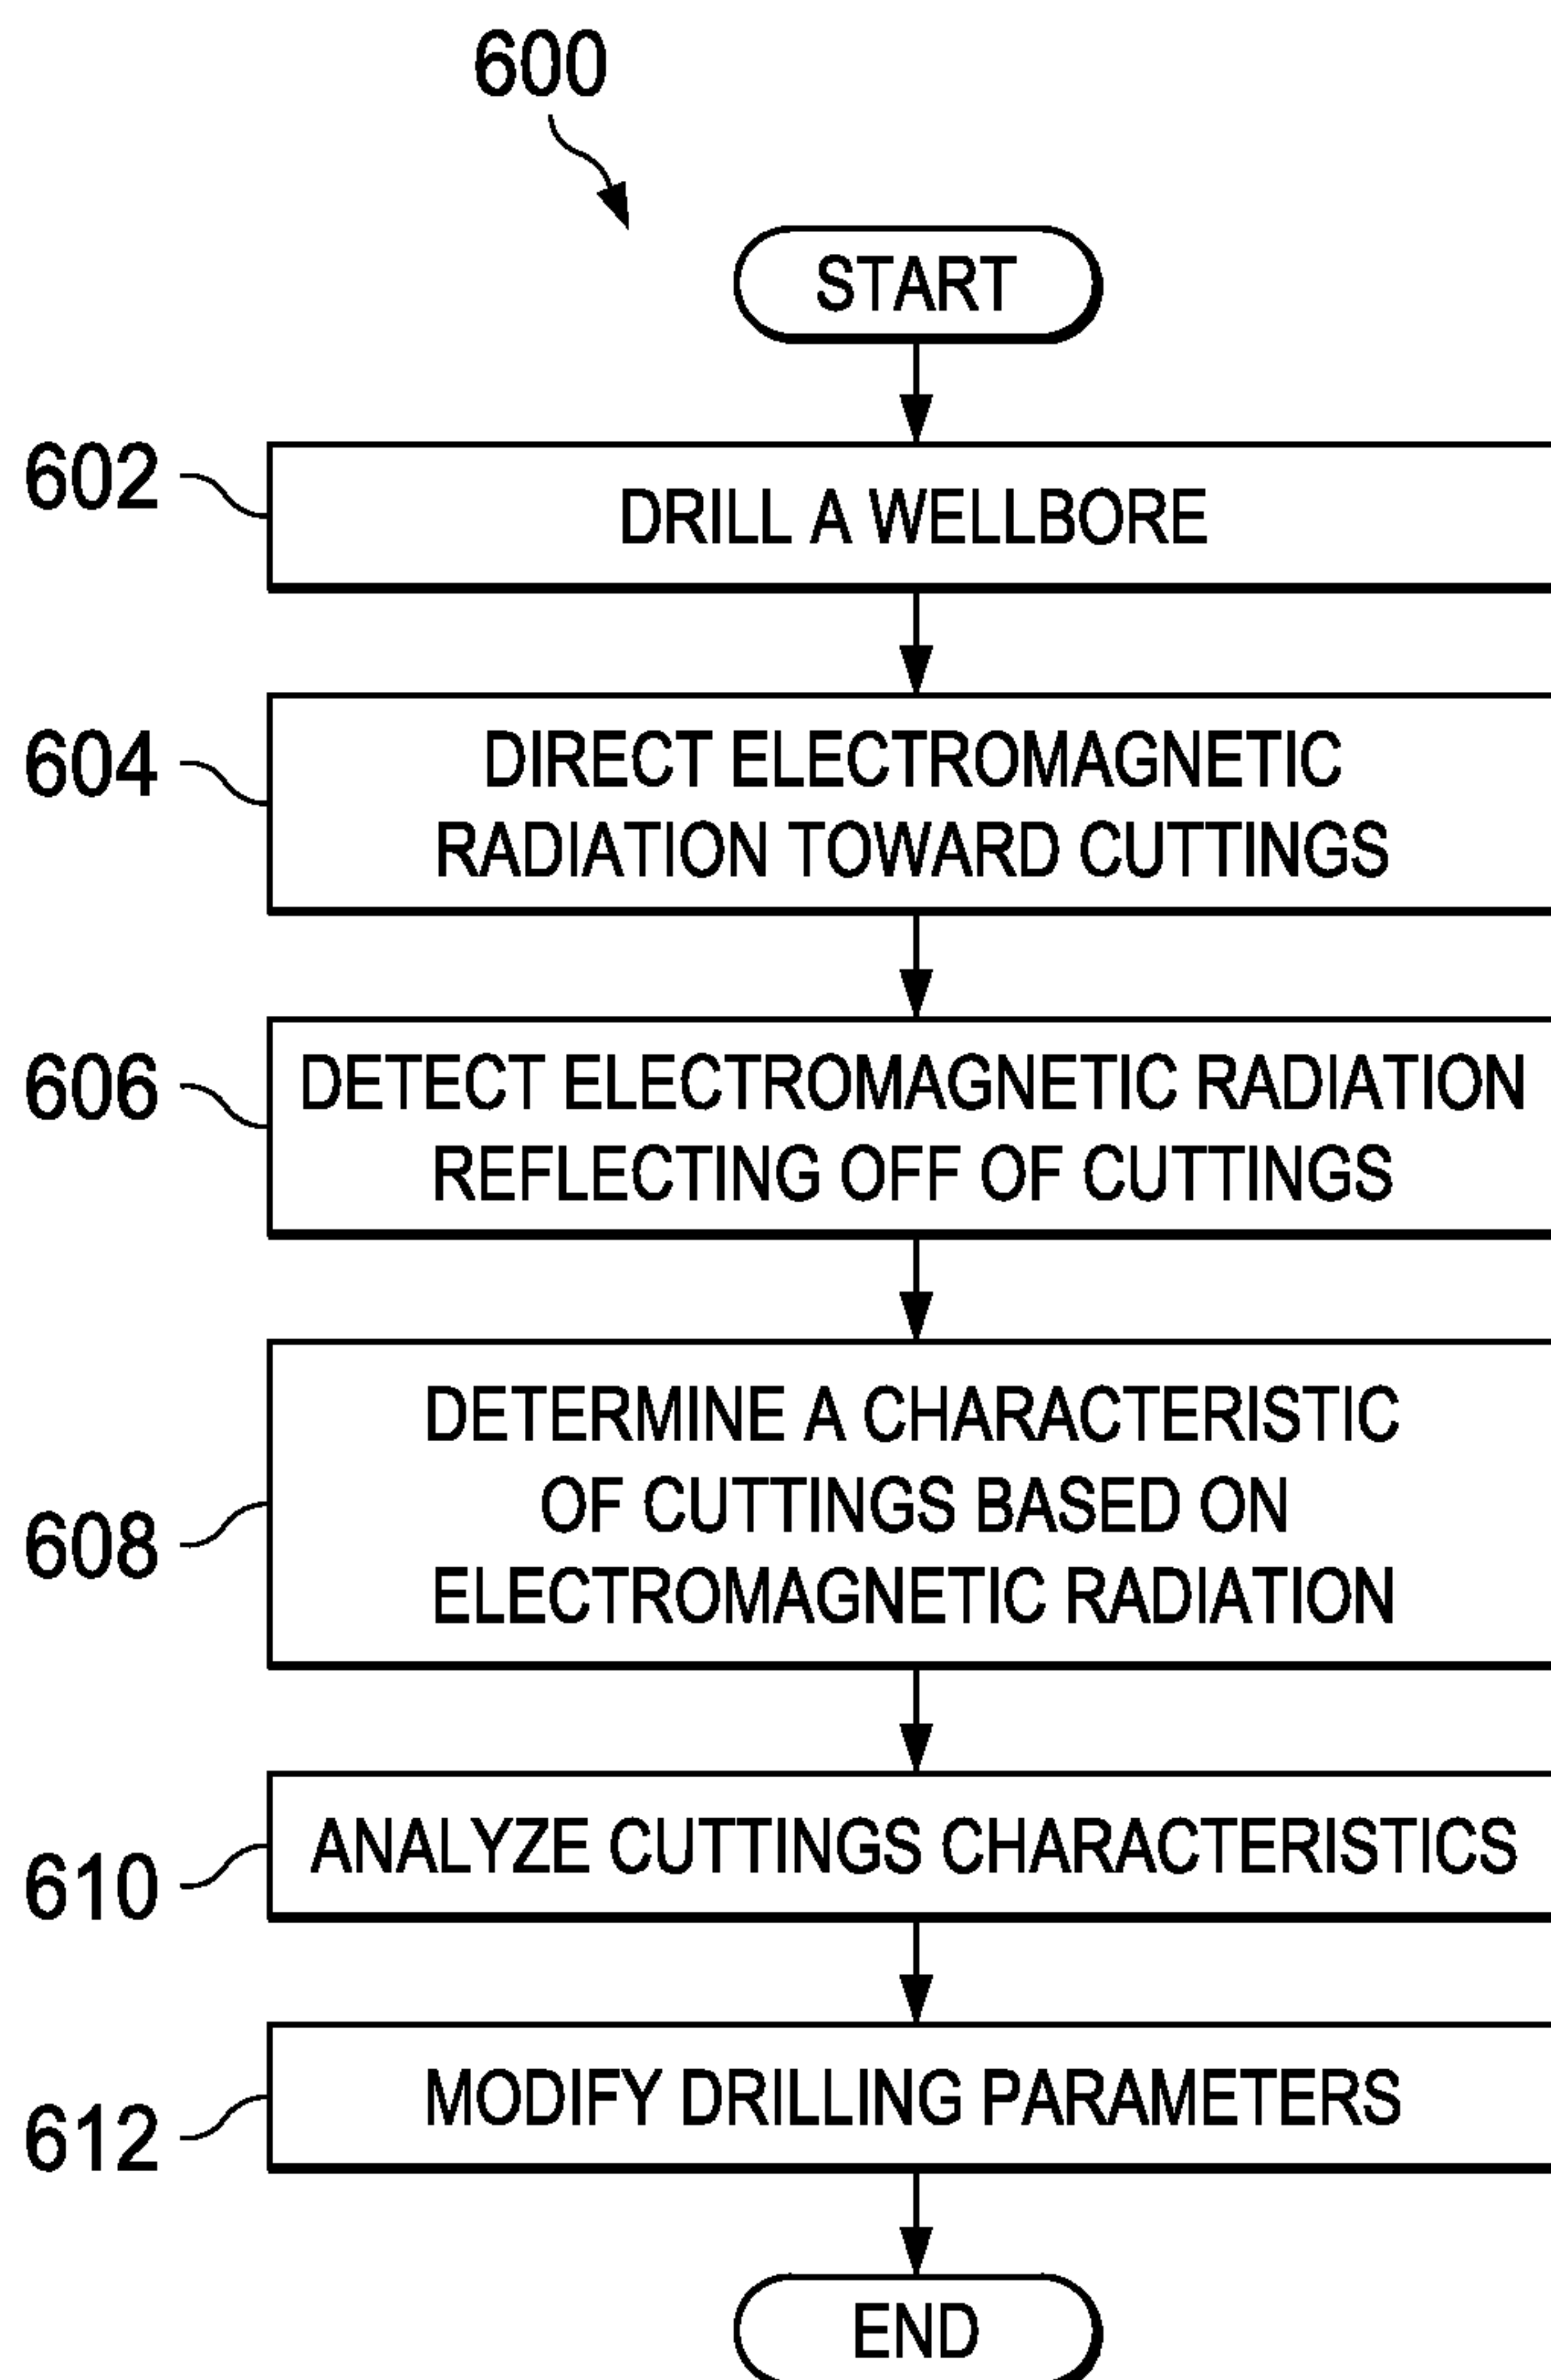 600
START
602
DRILL A WELLBORE
604
DIRECT ELECTROMAGNETIC
RADIATION TOWARD CUTTINGS
606
DETECT ELECTROMAGNETIC RADIATION
REFLECTING OFF OF CUTTINGS
608
DETERMINE A CHARACTERISTIC
OF CUTTINGS BASED ON
ELECTROMAGNETIC RADIATION
610
ANALYZE CUTTINGS CHARACTERISTICS
612
MODIFY DRILLING PARAMETERS
END